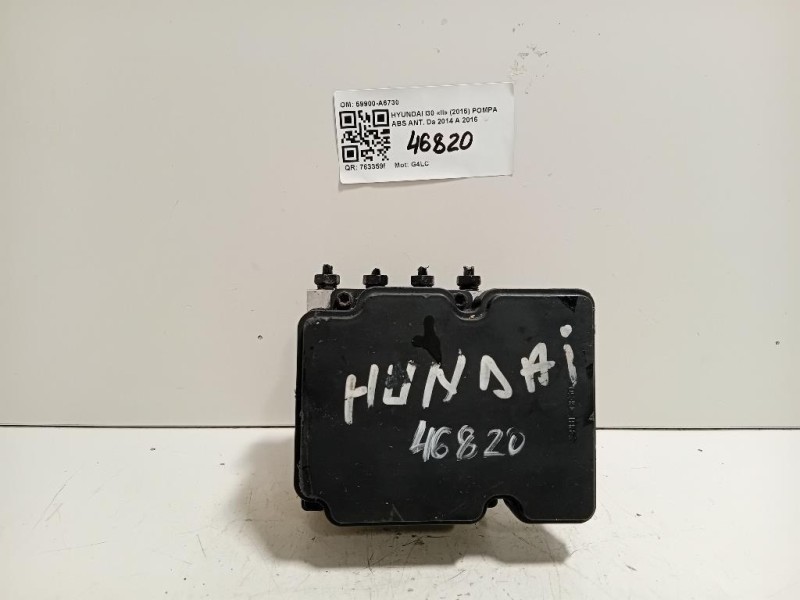 OM: 58900-A6730
HYUNDAI I30 «II» (2015) POMPA
ABS ANT. Da 2014 A 2016
46820
QR: 763359f Mot: G4LC
HUNDAi
46820